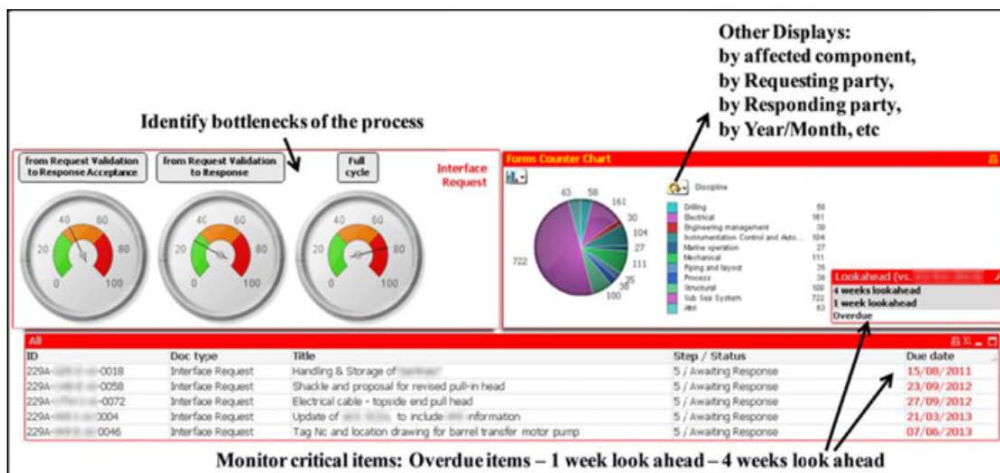 Other Displays:
by affected component,
by Requesting party,
by Responding party,
by Year/Month, etc
Identify bottlenecks of the process
from Request Validation
to Response Acceptance
from Request Validation
to Response
Full
cycle
Interface
Request
0 20 40 60 80 100
0 20 40 60 80 100
0 20 40 60 80 100
Forms Counter Chart
63 58 161 30 104 27 111 35 38 100 722
Discipline
Drilling 58
Electrical 161
Engineering management 30
Instrumentation Control and Auto... 104
Marine operation 27
Mechanical 111
Piping and layout 35
Process 38
Structural 100
Sub Sea System 722
Altri 63
Lookahead (vs.
4 weeks lookahead
1 week lookahead
Overdue
All
ID Doc type Title Step / Status Due date
229A- -0018 Interface Request Handling & Storage of 5 / Awaiting Response 15/08/2011
229A- -0058 Interface Request Shackle and proposal for revised pull-in head 5 / Awaiting Response 23/09/2012
229A- -0072 Interface Request Electrical cable - topside end pull head 5 / Awaiting Response 27/09/2012
229A- 0004 Interface Request Update of to include information 5 / Awaiting Response 21/03/2013
229A- 0046 Interface Request Tag Nc and location drawing for barrel transfer motor pump 5 / Awaiting Response 07/06/2013
Monitor critical items: Overdue items – 1 week look ahead – 4 weeks look ahead